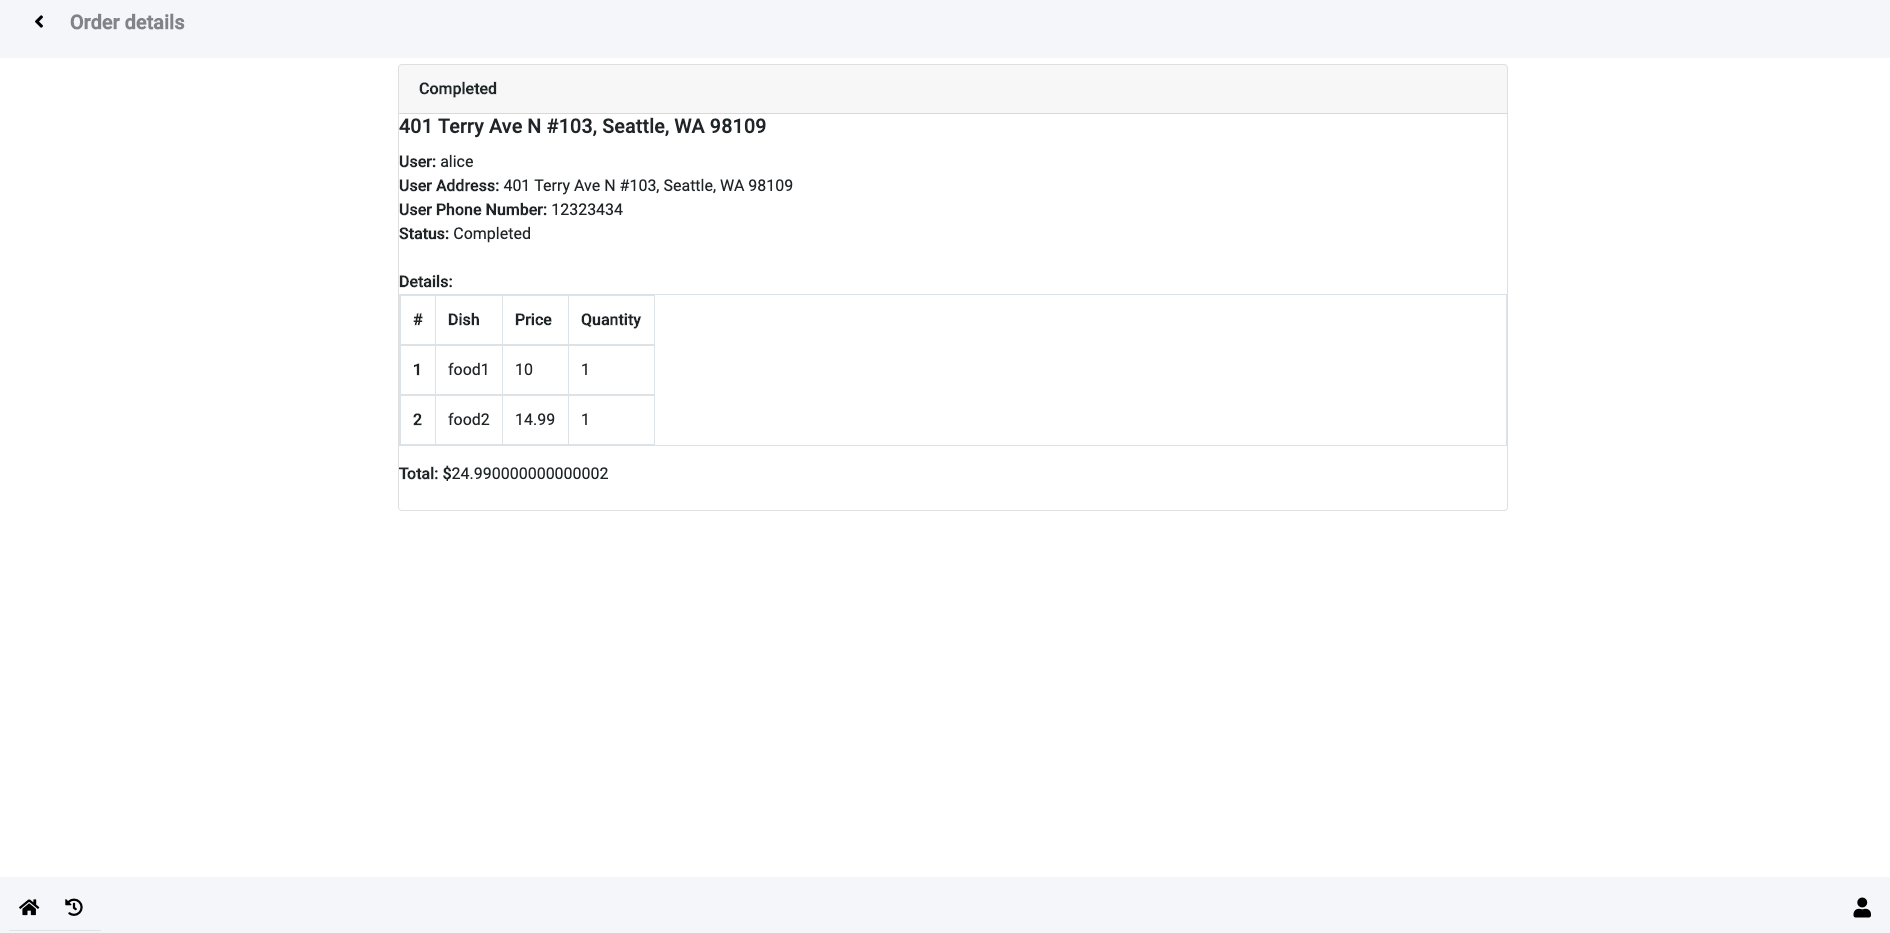 Order details
Completed
401 Terry Ave N #103, Seattle, WA 98109
User: alice
User Address: 401 Terry Ave N #103, Seattle, WA 98109
User Phone Number: 12323434
Status: Completed
Details:
# Dish Price Quantity
1 food1 10 1
2 food2 14.99 1
Total: $24.990000000000002